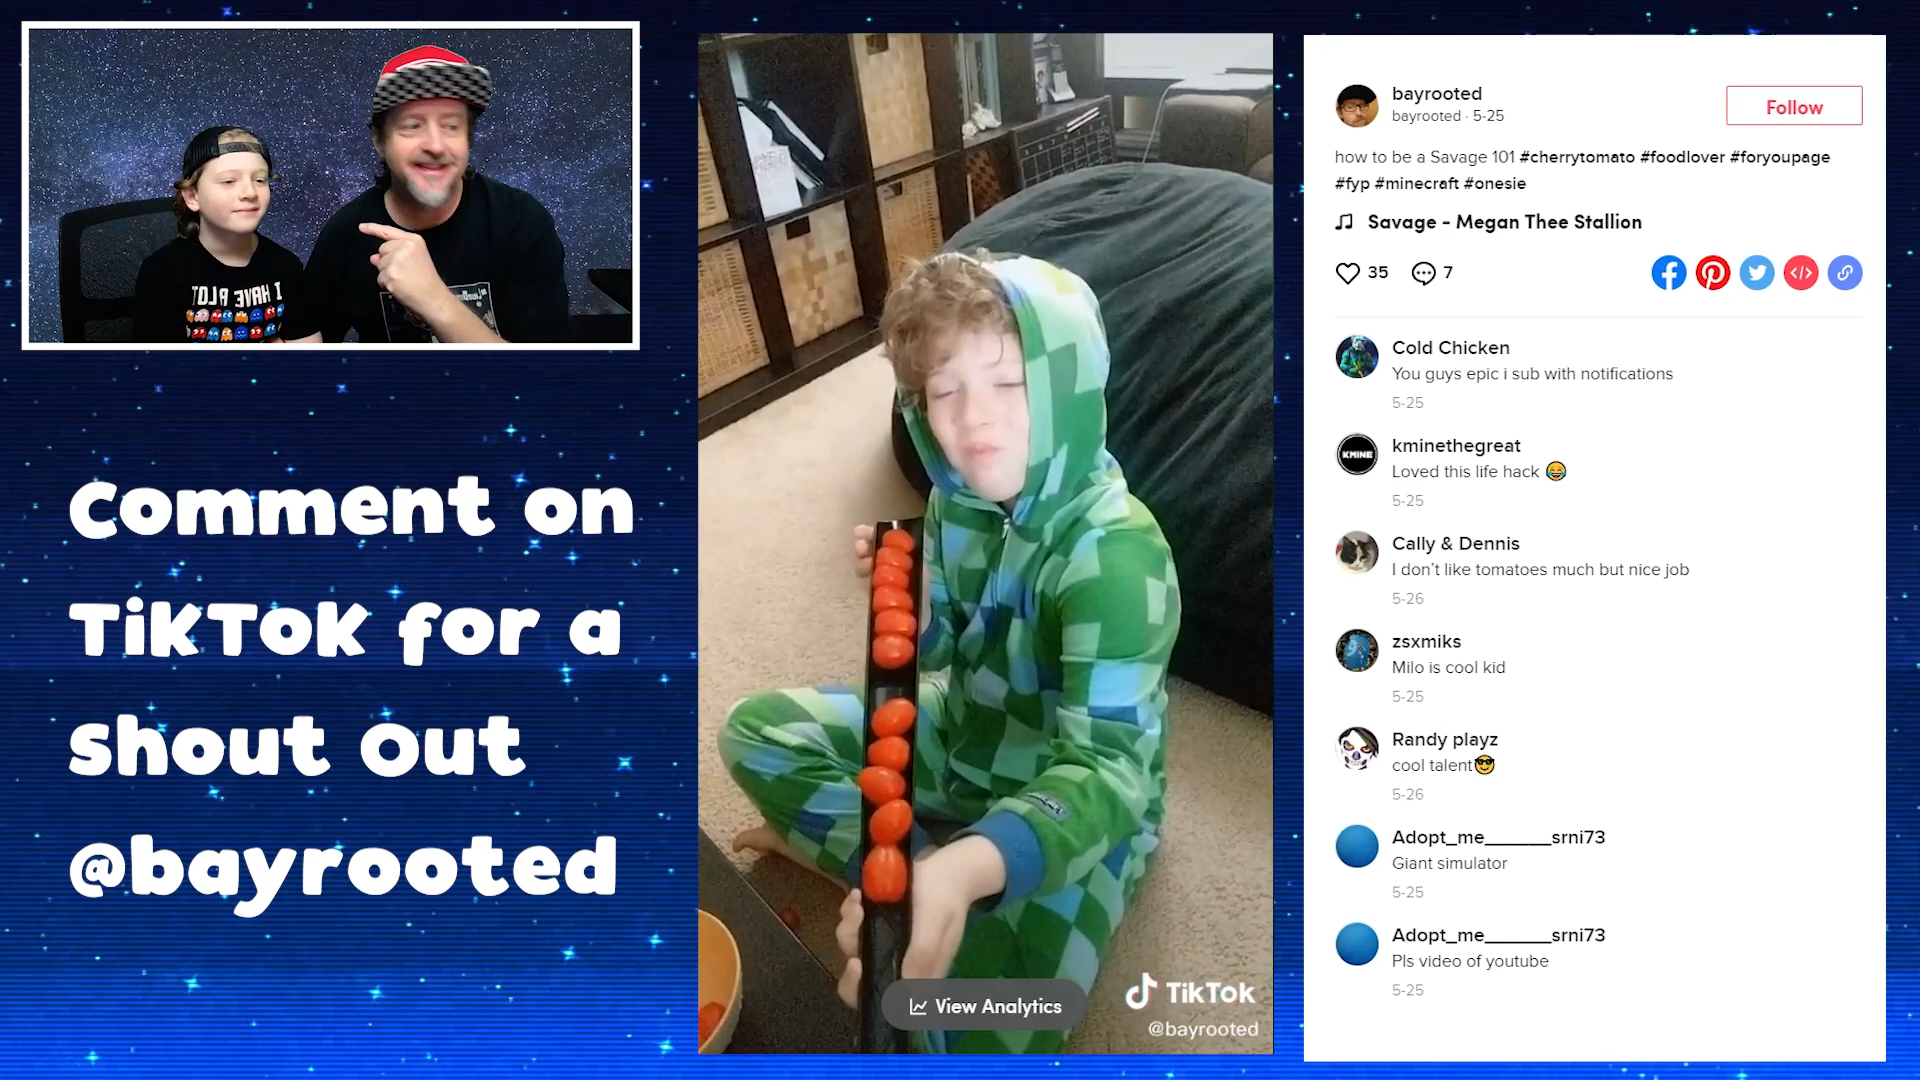 I HAVE A LOT
Comment on
TikTok for a
shout out
@bayrooted
View Analytics
TikTok
@bayrooted
bayrooted
bayrooted · 5-25
Follow
how to be a Savage 101 #cherrytomato #foodlover #foryoupage
#fyp #minecraft #onesie
Savage - Megan Thee Stallion
35
7
Cold Chicken
You guys epic i sub with notifications
5-25
KMINE
kminethegreat
Loved this life hack 😂
5-25
Cally & Dennis
I don’t like tomatoes much but nice job
5-26
zsxmiks
Milo is cool kid
5-25
Randy playz
cool talent😎
5-26
Adopt_me______srni73
Giant simulator
5-25
Adopt_me______srni73
Pls video of youtube
5-25